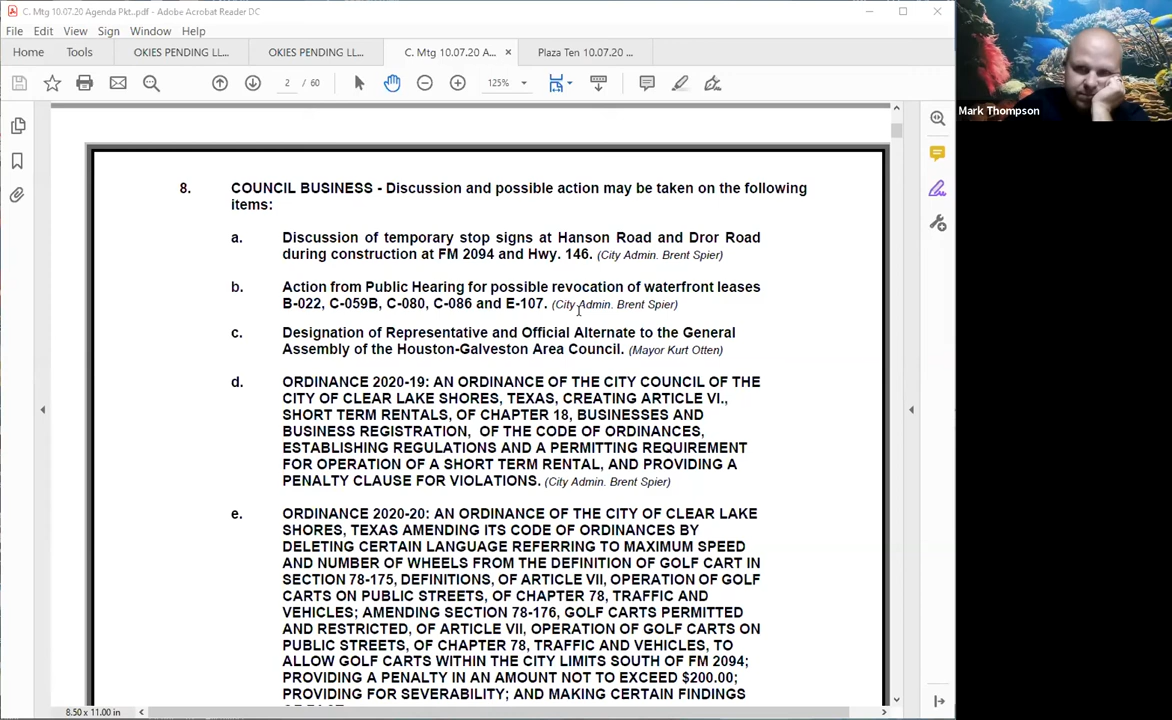 C. Mtg 10.07.20 Agenda Pkt...pdf - Adobe Acrobat Reader DC
File Edit View Sign Window Help
Home Tools OKIES PENDING LL... OKIES PENDING LL... C. Mtg 10.07.20 A... × Plaza Ten 10.07.20 ...
2 / 60 125%
Mark Thompson
8. COUNCIL BUSINESS - Discussion and possible action may be taken on the following
items:
a. Discussion of temporary stop signs at Hanson Road and Dror Road
during construction at FM 2094 and Hwy. 146. (City Admin. Brent Spier)
b. Action from Public Hearing for possible revocation of waterfront leases
B-022, C-059B, C-080, C-086 and E-107. (City Admin. Brent Spier)
c. Designation of Representative and Official Alternate to the General
Assembly of the Houston-Galveston Area Council. (Mayor Kurt Otten)
d. ORDINANCE 2020-19: AN ORDINANCE OF THE CITY COUNCIL OF THE
CITY OF CLEAR LAKE SHORES, TEXAS, CREATING ARTICLE VI.,
SHORT TERM RENTALS, OF CHAPTER 18, BUSINESSES AND
BUSINESS REGISTRATION, OF THE CODE OF ORDINANCES,
ESTABLISHING REGULATIONS AND A PERMITTING REQUIREMENT
FOR OPERATION OF A SHORT TERM RENTAL, AND PROVIDING A
PENALTY CLAUSE FOR VIOLATIONS. (City Admin. Brent Spier)
e. ORDINANCE 2020-20: AN ORDINANCE OF THE CITY OF CLEAR LAKE
SHORES, TEXAS AMENDING ITS CODE OF ORDINANCES BY
DELETING CERTAIN LANGUAGE REFERRING TO MAXIMUM SPEED
AND NUMBER OF WHEELS FROM THE DEFINITION OF GOLF CART IN
SECTION 78-175, DEFINITIONS, OF ARTICLE VII, OPERATION OF GOLF
CARTS ON PUBLIC STREETS, OF CHAPTER 78, TRAFFIC AND
VEHICLES; AMENDING SECTION 78-176, GOLF CARTS PERMITTED
AND RESTRICTED, OF ARTICLE VII, OPERATION OF GOLF CARTS ON
PUBLIC STREETS, OF CHAPTER 78, TRAFFIC AND VEHICLES, TO
ALLOW GOLF CARTS WITHIN THE CITY LIMITS SOUTH OF FM 2094;
PROVIDING A PENALTY IN AN AMOUNT NOT TO EXCEED $200.00;
PROVIDING FOR SEVERABILITY; AND MAKING CERTAIN FINDINGS
8.50 x 11.00 in